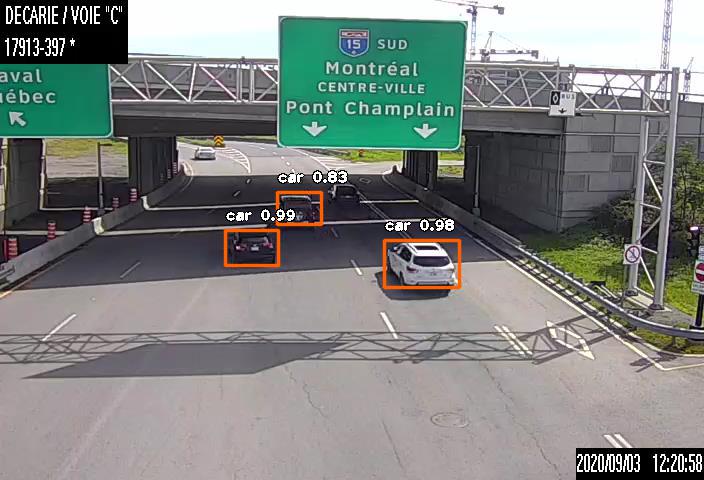 DECARIE / VOIE "C"
17913-397 *
aval
uébec
15 SUD
Montréal
CENTRE-VILLE
Pont Champlain
BUS
car 0.83
car 0.99
car 0.98
2020/09/03 12:20:58